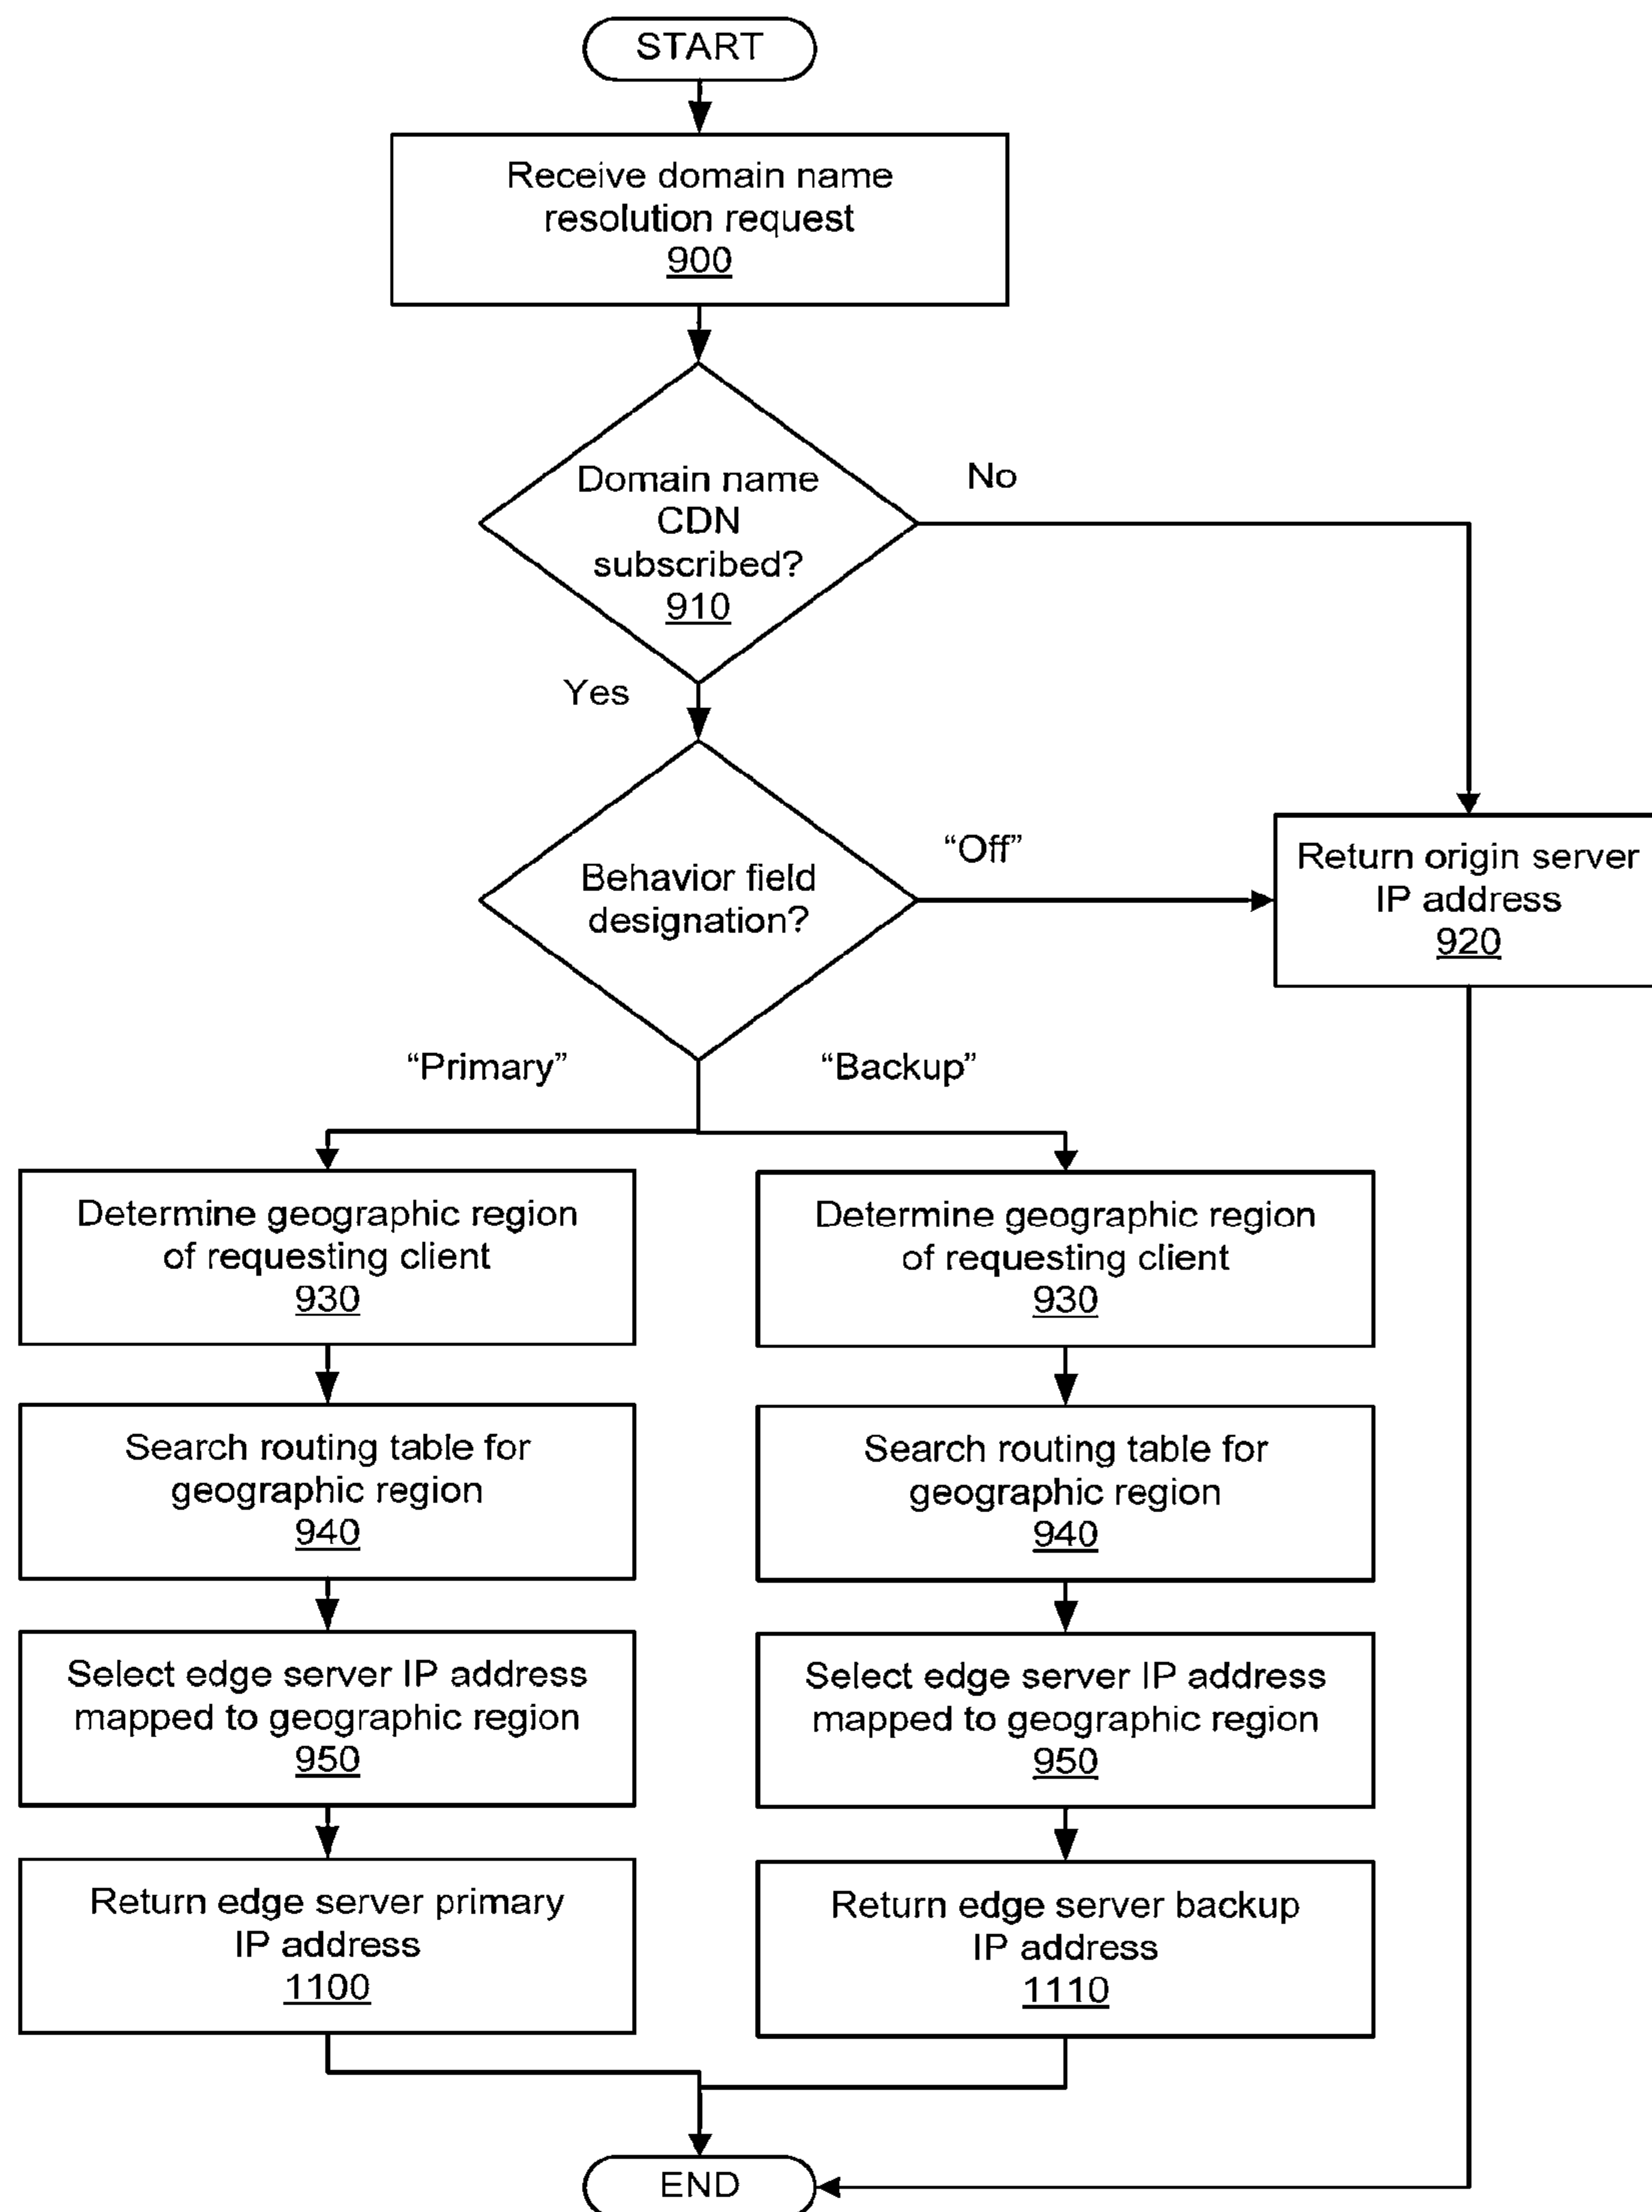 START
Receive domain name
resolution request
900
Domain name
CDN
subscribed?
910
No
Yes
Behavior field
designation?
“Off”
Return origin server
IP address
920
“Primary”
“Backup”
Determine geographic region
of requesting client
930
Search routing table for
geographic region
940
Select edge server IP address
mapped to geographic region
950
Return edge server primary
IP address
1100
Determine geographic region
of requesting client
930
Search routing table for
geographic region
940
Select edge server IP address
mapped to geographic region
950
Return edge server backup
IP address
1110
END